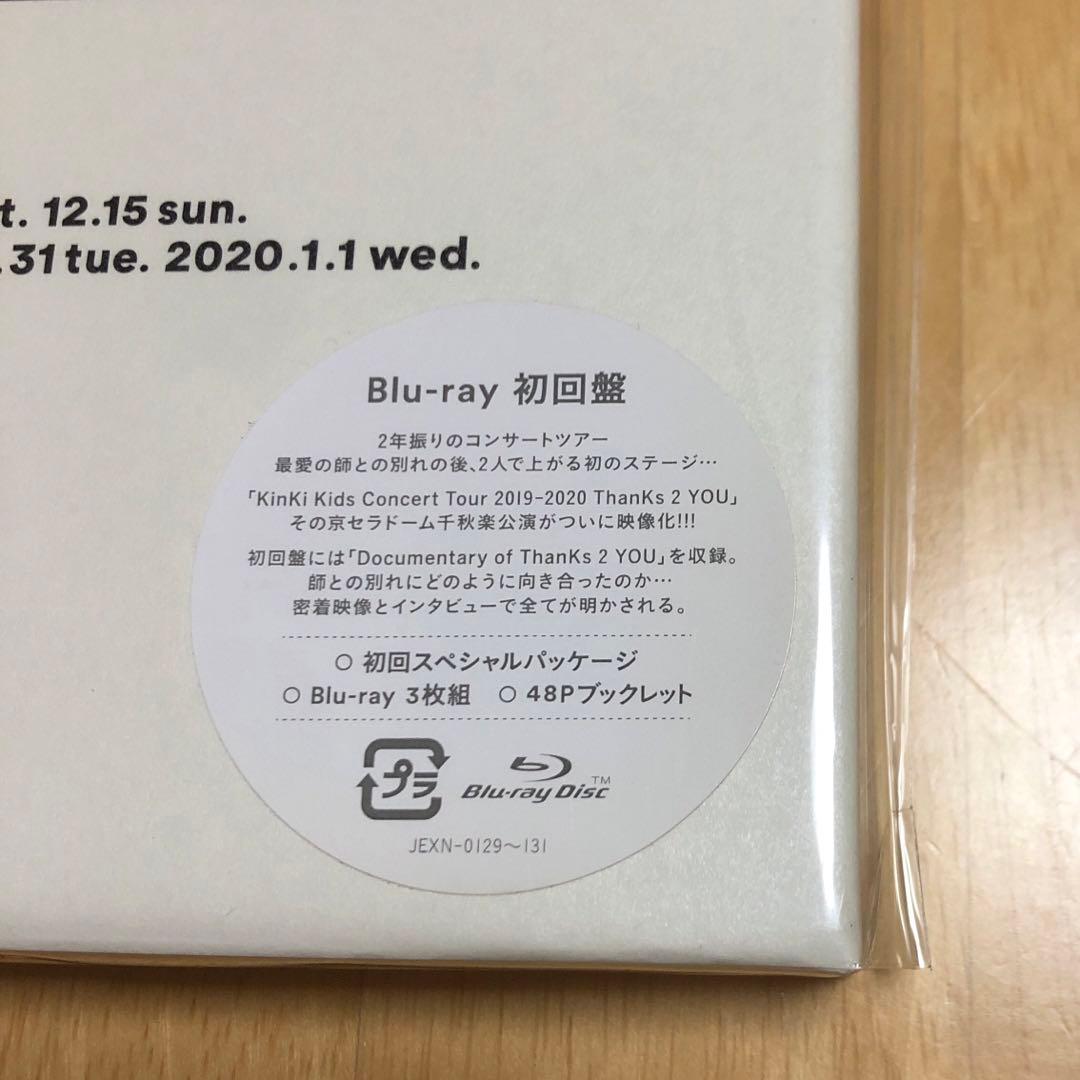 t. 12.15 sun.
.31 tue. 2020.1.1 wed.
Blu-ray 初回盤
2年振りのコンサートツアー
最愛の師との別れの後、2人で上がる初のステージ…
「KinKi Kids Concert Tour 2019-2020 ThanKs 2 YOU」
その京セラドーム千秋楽公演がついに映像化!!!
初回盤には「Documentary of ThanKs 2 YOU」を収録。
師との別れにどのように向き合ったのか…
密着映像とインタビューで全てが明かされる。
○ 初回スペシャルパッケージ
○ Blu-ray 3枚組 ○ 48Pブックレット
プラ Blu-ray Disc™
JEXN-0129〜131